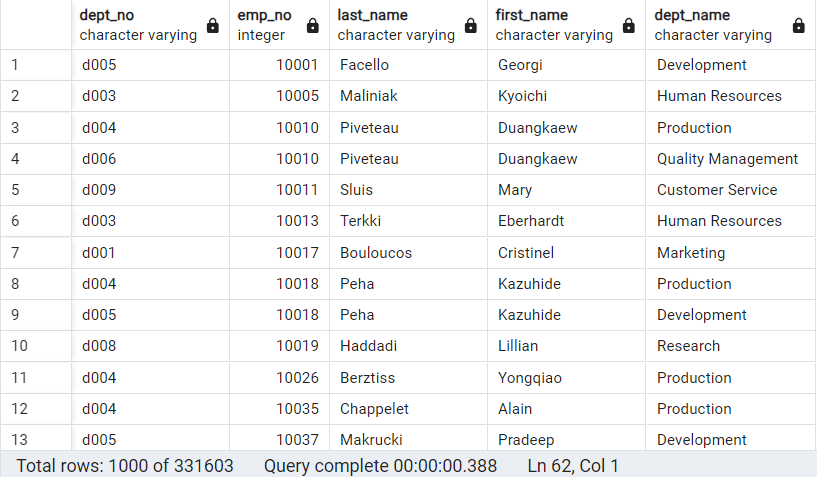 dept_no emp_no last_name first_name dept_name
character varying integer character varying character varying character varying
1 d005 10001 Facello Georgi Development
2 d003 10005 Maliniak Kyoichi Human Resources
3 d004 10010 Piveteau Duangkaew Production
4 d006 10010 Piveteau Duangkaew Quality Management
5 d009 10011 Sluis Mary Customer Service
6 d003 10013 Terkki Eberhardt Human Resources
7 d001 10017 Bouloucos Cristinel Marketing
8 d004 10018 Peha Kazuhide Production
9 d005 10018 Peha Kazuhide Development
10 d008 10019 Haddadi Lillian Research
11 d004 10026 Berztiss Yongqiao Production
12 d004 10035 Chappelet Alain Production
13 d005 10037 Makrucki Pradeep Development
Total rows: 1000 of 331603 Query complete 00:00:00.388 Ln 62, Col 1